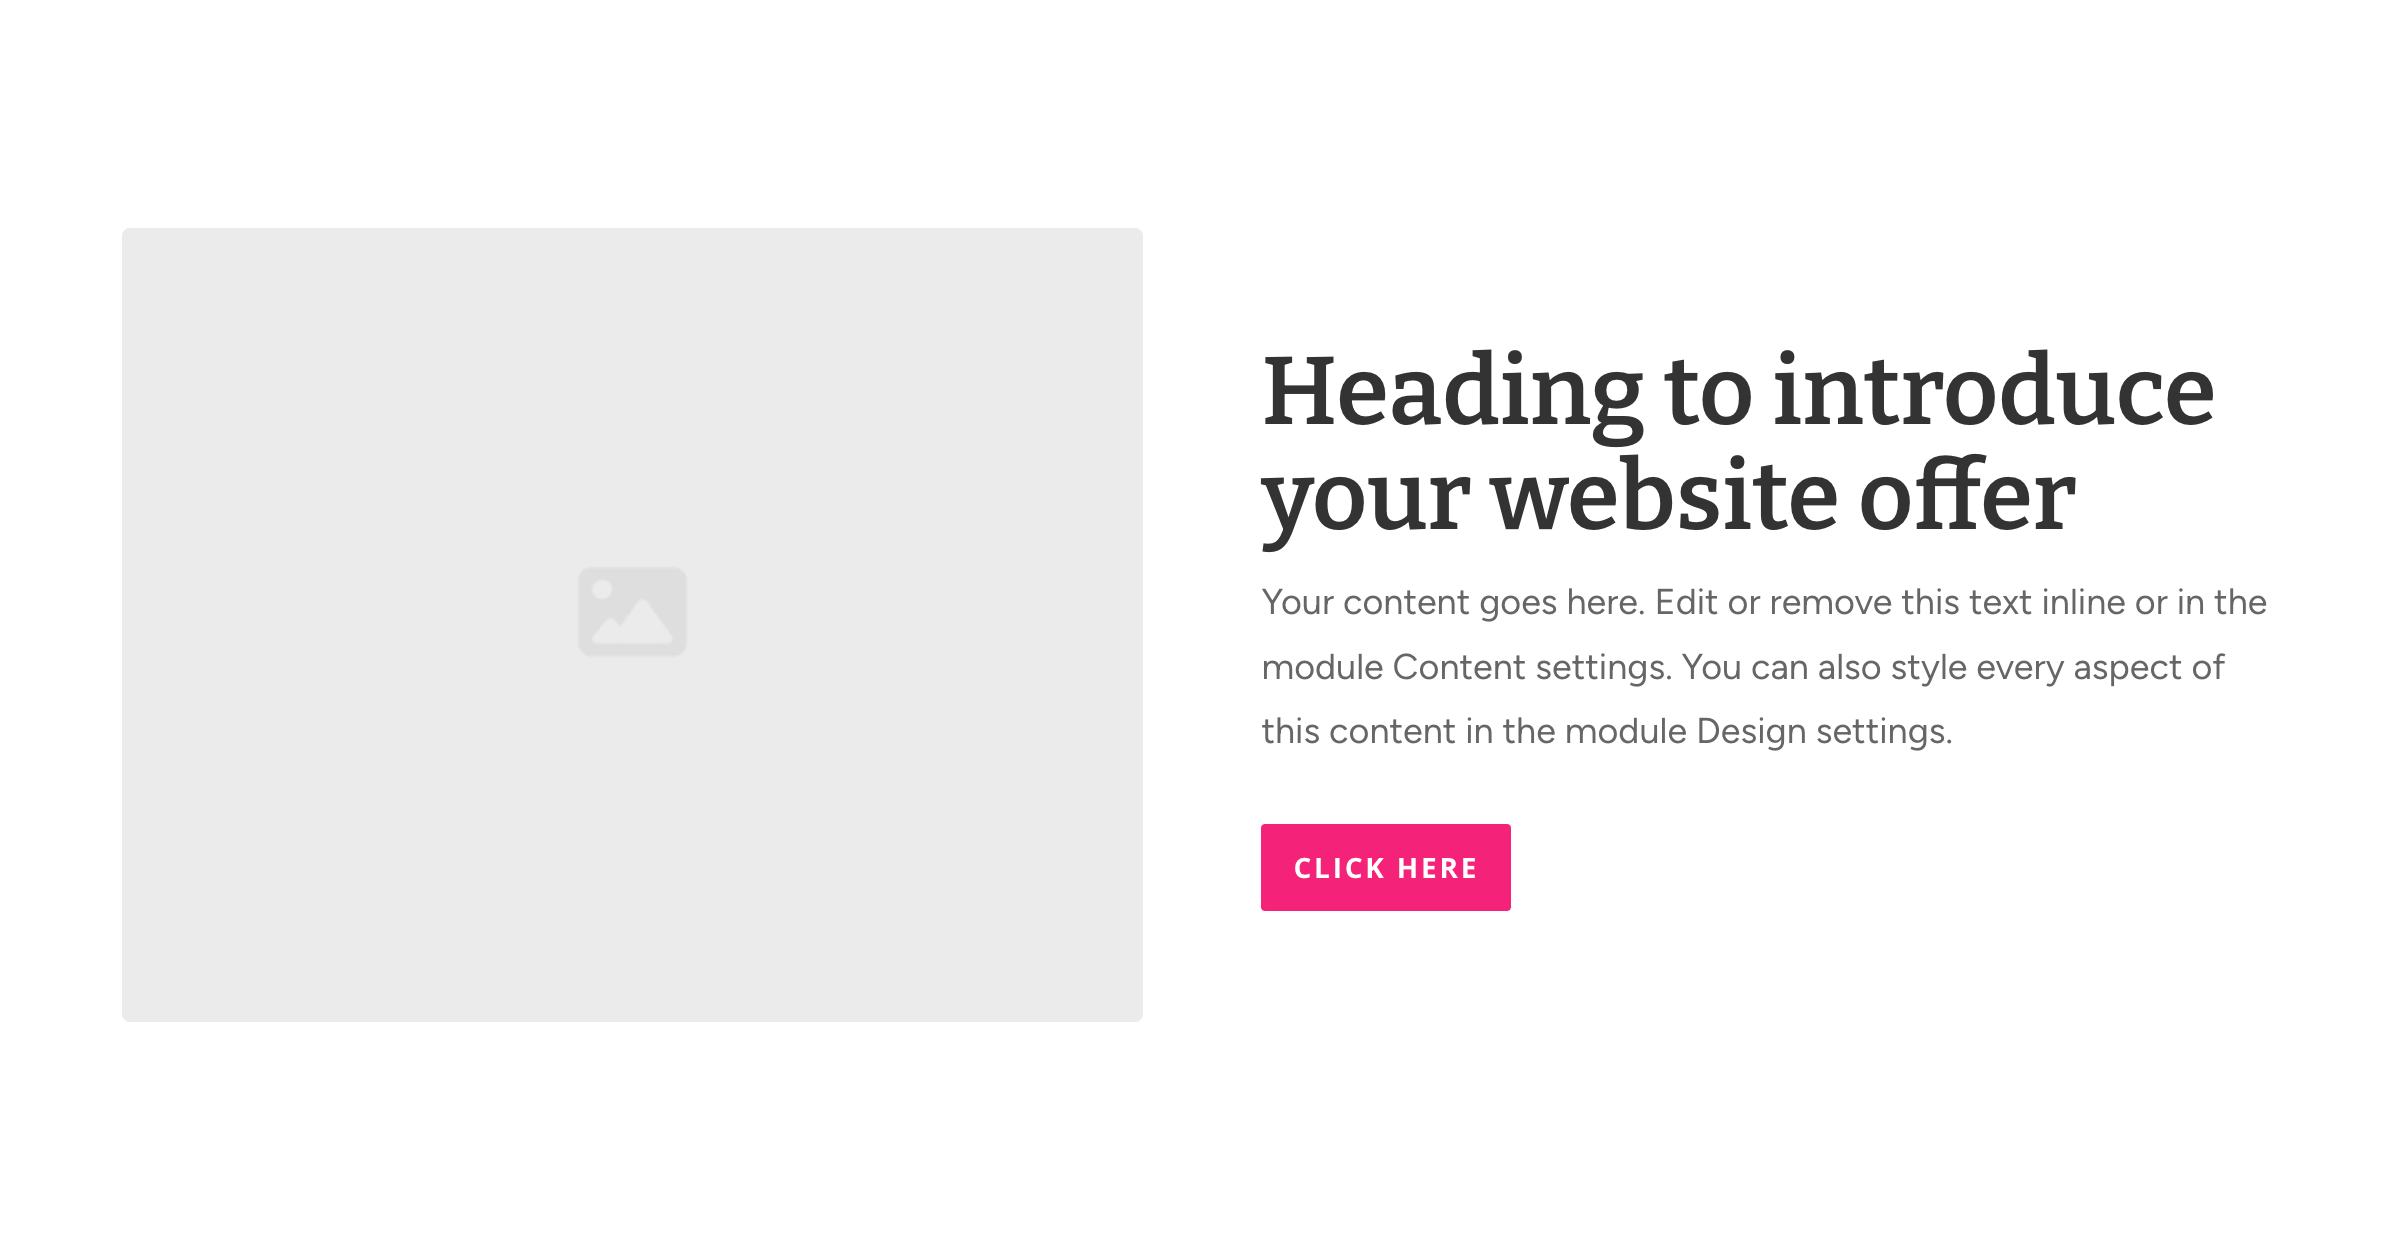 Heading to introduce
your website offer
Your content goes here. Edit or remove this text inline or in the
module Content settings. You can also style every aspect of
this content in the module Design settings.
CLICK HERE